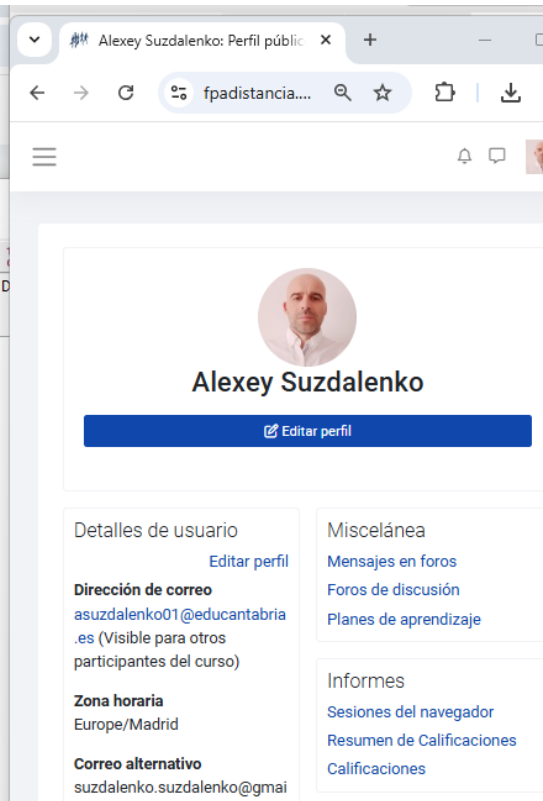 Alexey Suzdalenko: Perfil públic
fpadistancia....
Alexey Suzdalenko
Editar perfil
Detalles de usuario
Editar perfil
Dirección de correo
asuzdalenko01@educantabria
.es (Visible para otros
participantes del curso)
Zona horaria
Europe/Madrid
Correo alternativo
suzdalenko.suzdalenko@gmai
Miscelánea
Mensajes en foros
Foros de discusión
Planes de aprendizaje
Informes
Sesiones del navegador
Resumen de Calificaciones
Calificaciones